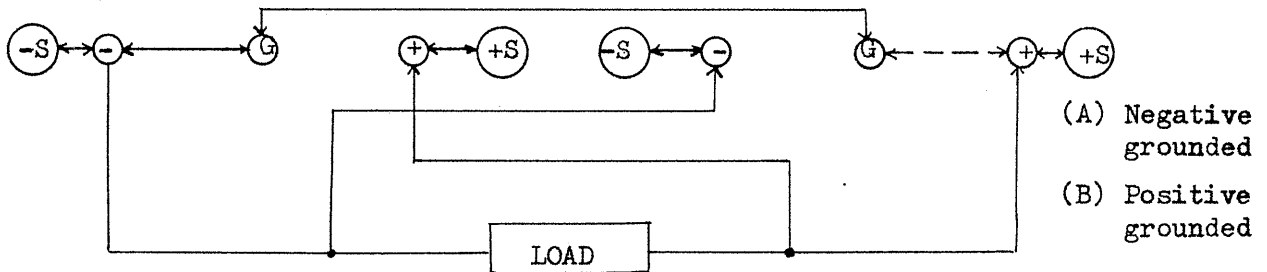 -S - G + +S -S - G + +S
(A) Negative
grounded
(B) Positive
grounded
LOAD